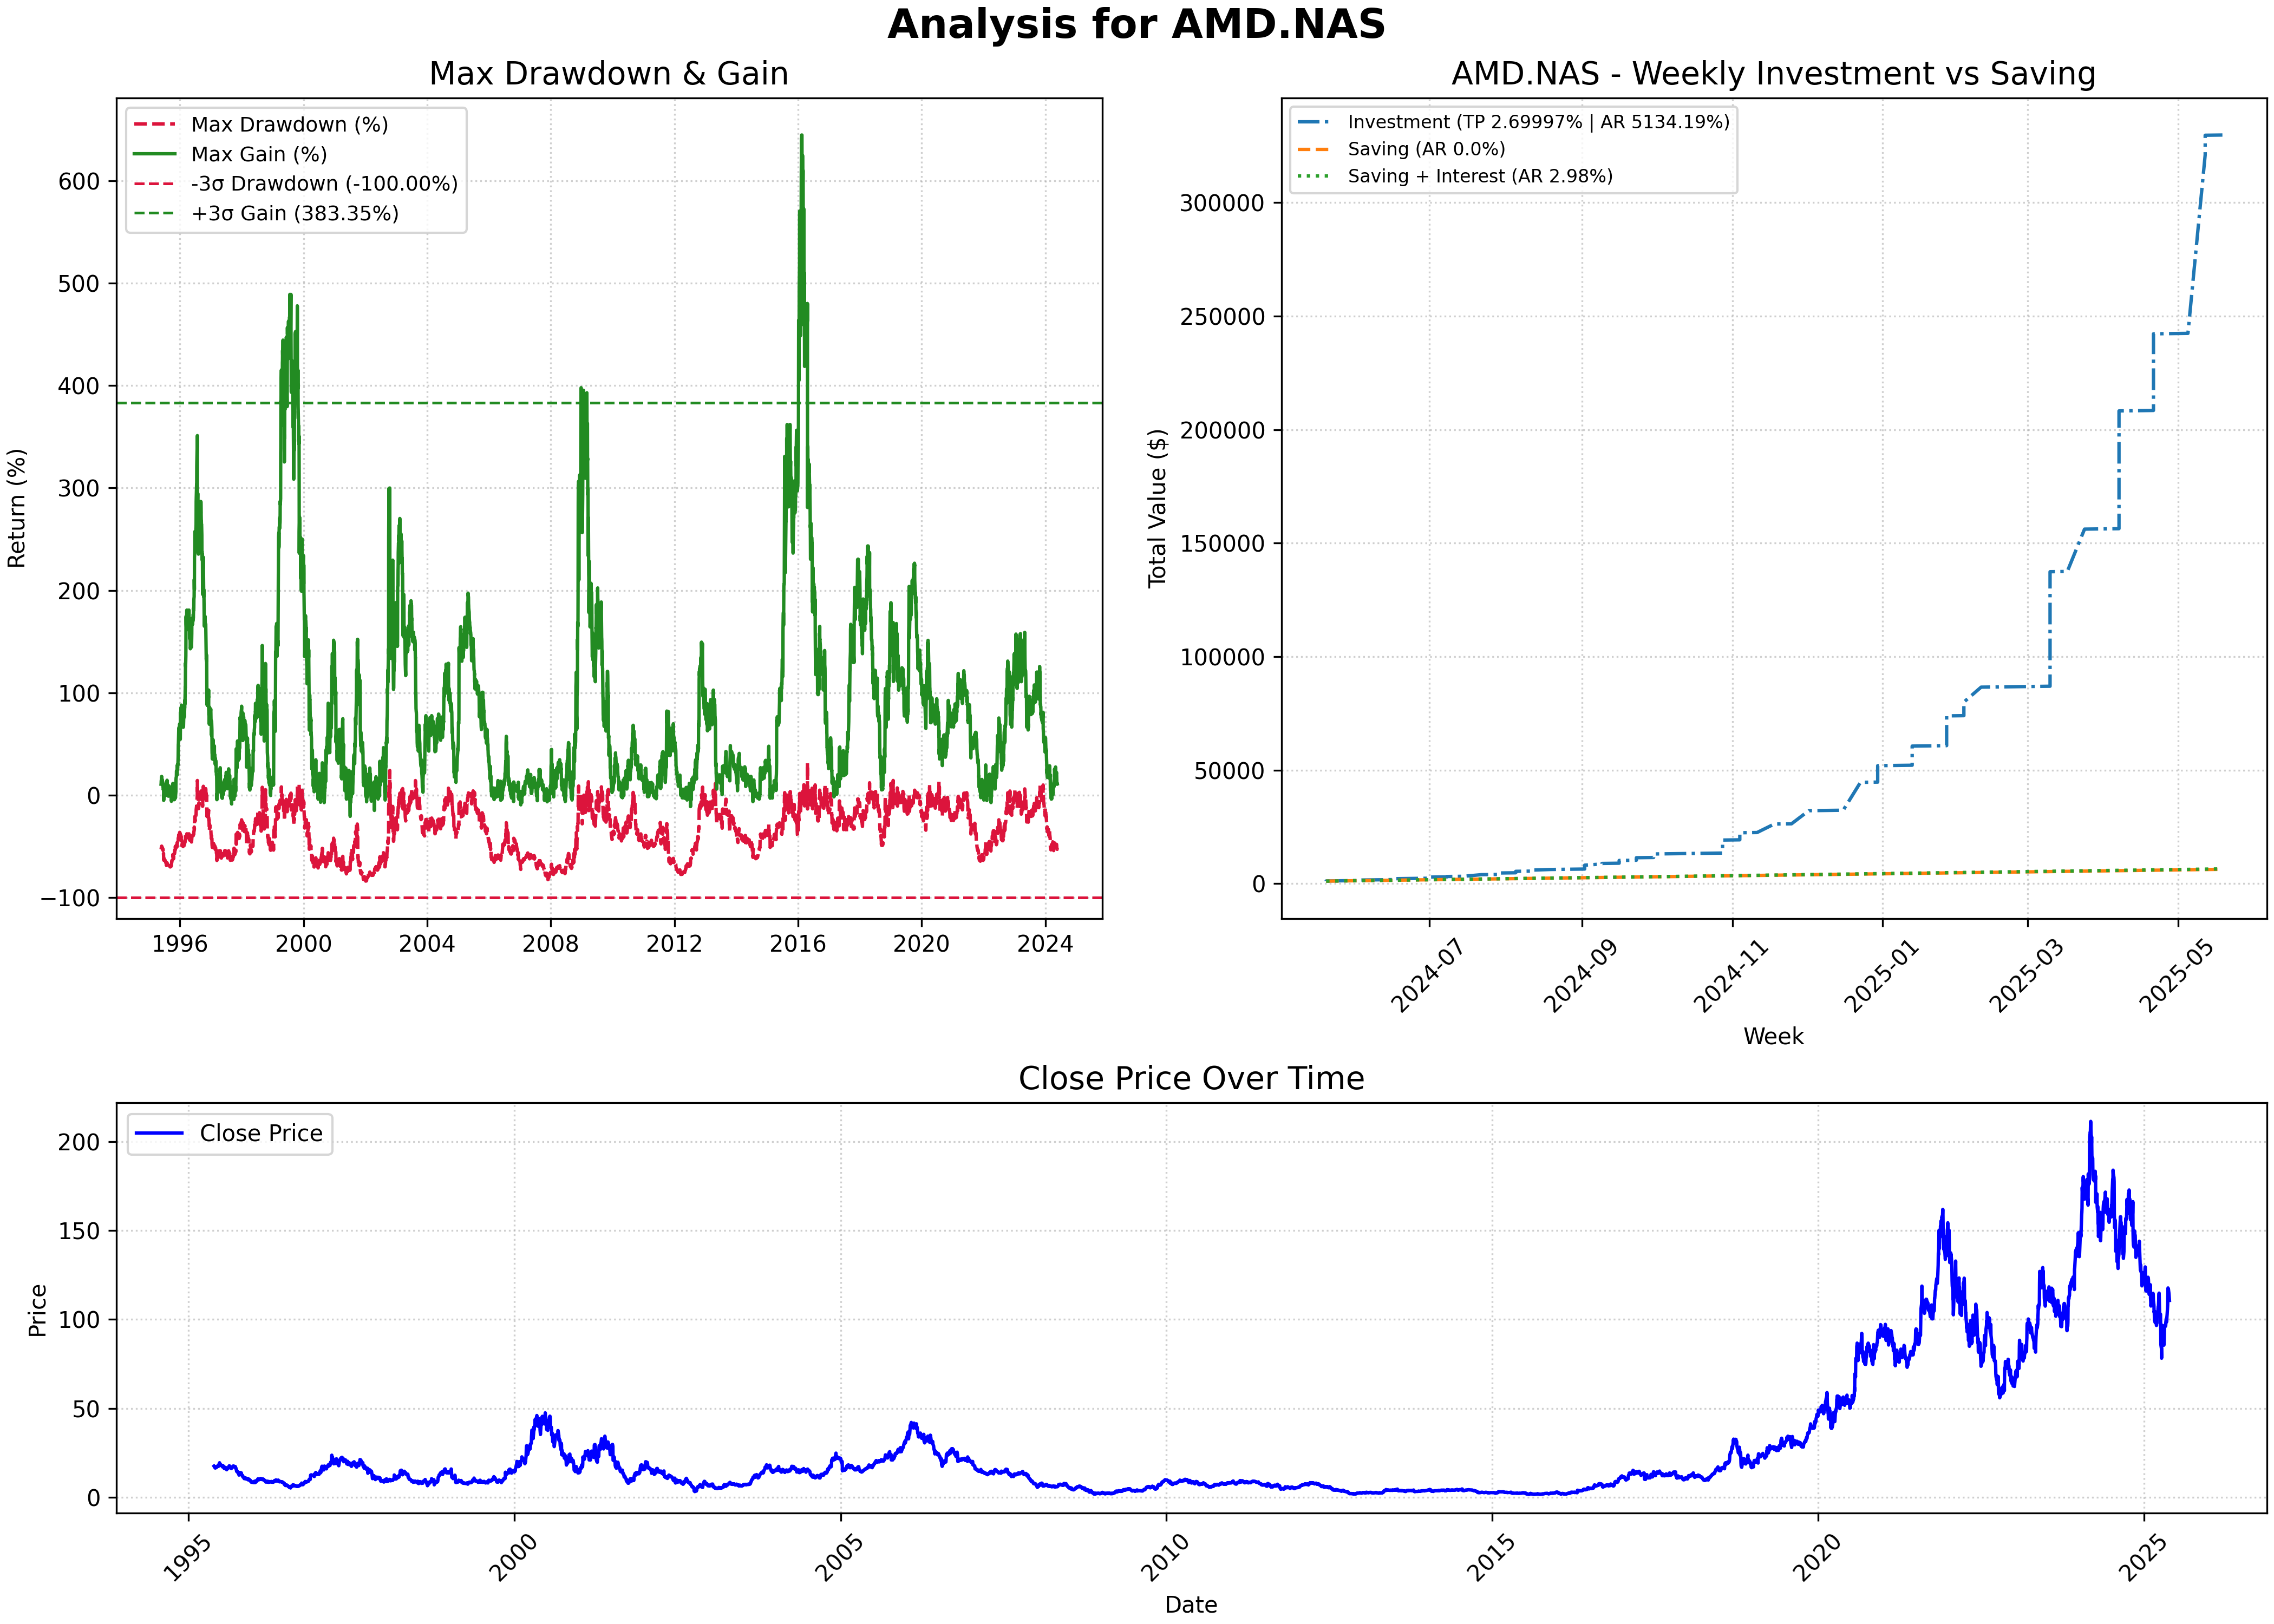 Analysis for AMD.NAS
Max Drawdown & Gain
Max Drawdown (%)
Max Gain (%)
-3σ Drawdown (-100.00%)
+3σ Gain (383.35%)
Return (%)
600
500
400
300
200
100
0
−100
1996 2000 2004 2008 2012 2016 2020 2024
AMD.NAS - Weekly Investment vs Saving
Investment (TP 2.69997% | AR 5134.19%)
Saving (AR 0.0%)
Saving + Interest (AR 2.98%)
Total Value ($)
300000
250000
200000
150000
100000
50000
0
2024-07 2024-09 2024-11 2025-01 2025-03 2025-05
Week
Close Price Over Time
Close Price
Price
200
150
100
50
0
1995 2000 2005 2010 2015 2020 2025
Date